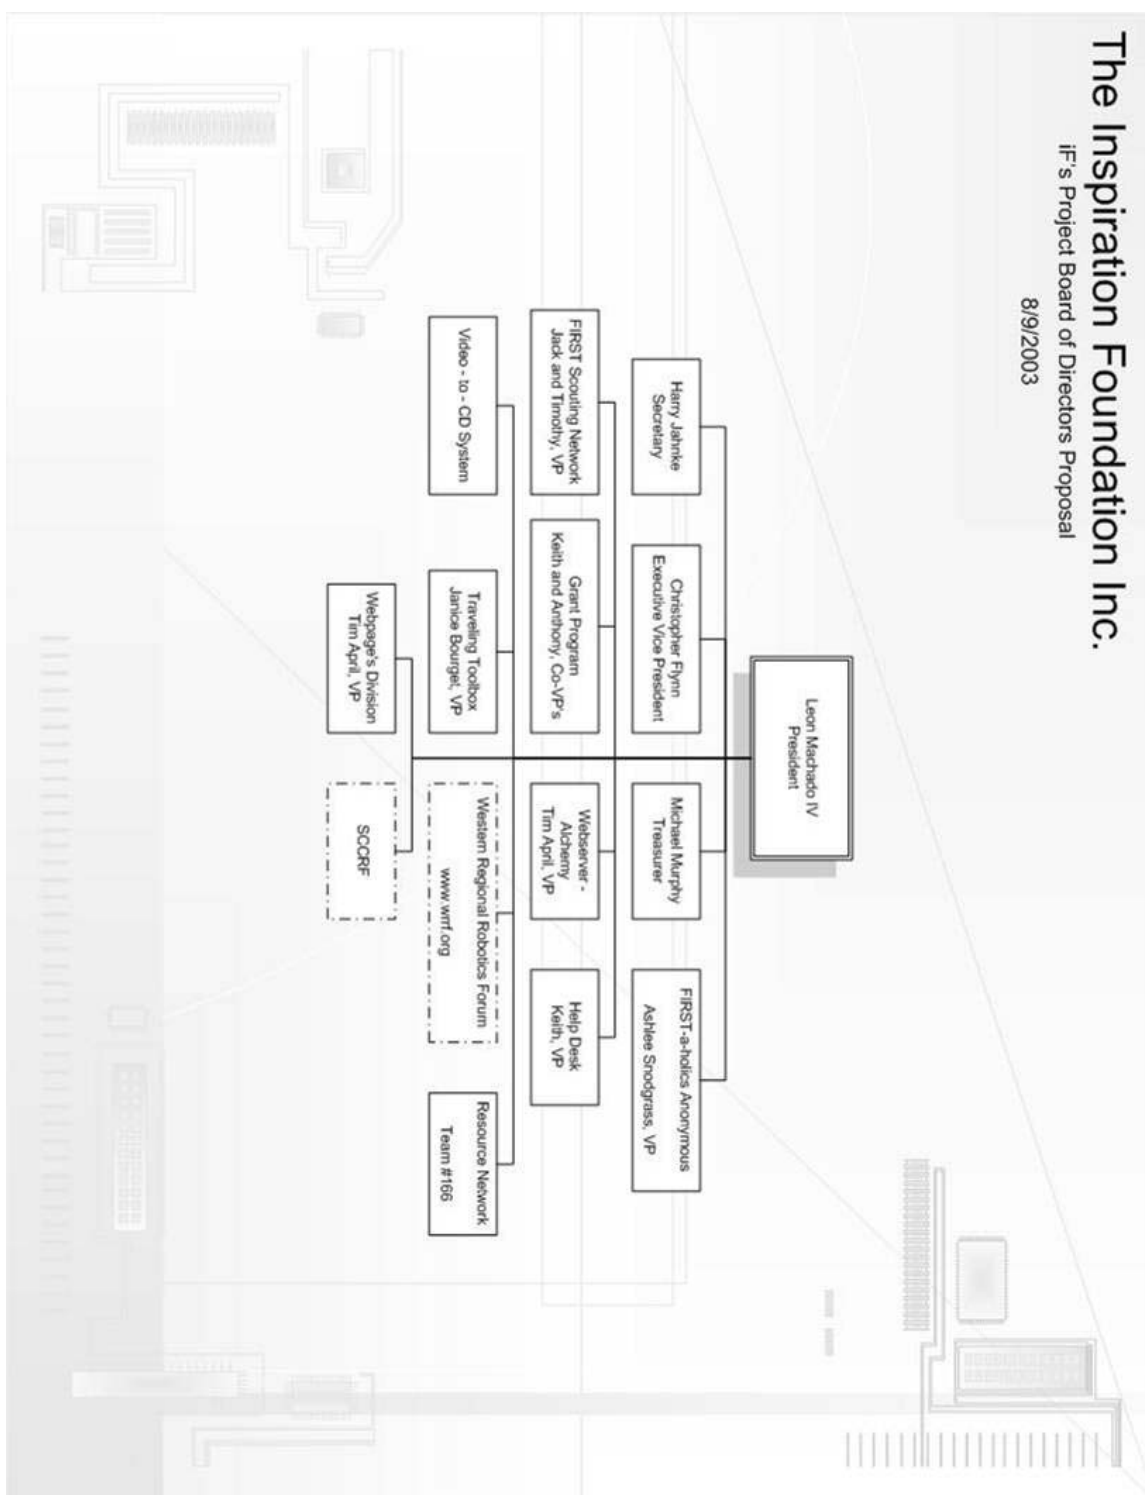 The Inspiration Foundation Inc.
iF's Project Board of Directors Proposal
8/9/2003
Leon Machado IV
President
Harry Jahnke
Secretary
Christopher Flynn
Executive Vice President
Michael Murphy
Treasurer
FIRST-a-holics Anonymous
Ashlee Snodgrass, VP
FIRST Scouting Network
Jack and Timothy, VP
Grant Program
Keith and Anthony, Co-VP's
Webserver -
Alchemy
Tim April, VP
Help Desk
Keith, VP
Video - to - CD System
Traveling Toolbox
Janice Bourget, VP
Western Regional Robotics Forum
www.wrrf.org
Resource Network
Team #166
Webpage's Division
Tim April, VP
SCCRF